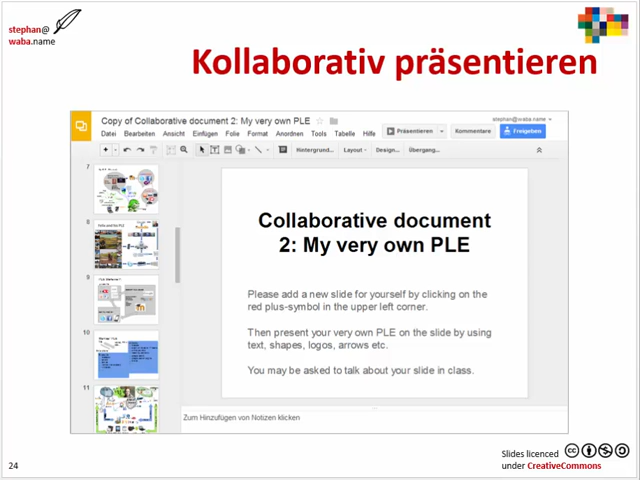 stephan@
waba.name
Kollaborativ präsentieren
Copy of Collaborative document 2: My very own PLE
stephan@waba.name
Datei Bearbeiten Ansicht Einfügen Folie Format Anordnen Tools Tabelle Hilfe
Präsentieren
Kommentare
Freigeben
Hintergrund... Layout Design... Übergang...
7
8
9
10
11
Collaborative document
2: My very own PLE
Please add a new slide for yourself by clicking on the
red plus-symbol in the upper left corner.
Then present your very own PLE on the slide by using
text, shapes, logos, arrows etc.
You may be asked to talk about your slide in class.
Zum Hinzufügen von Notizen klicken
24
Slides licenced
under CreativeCommons